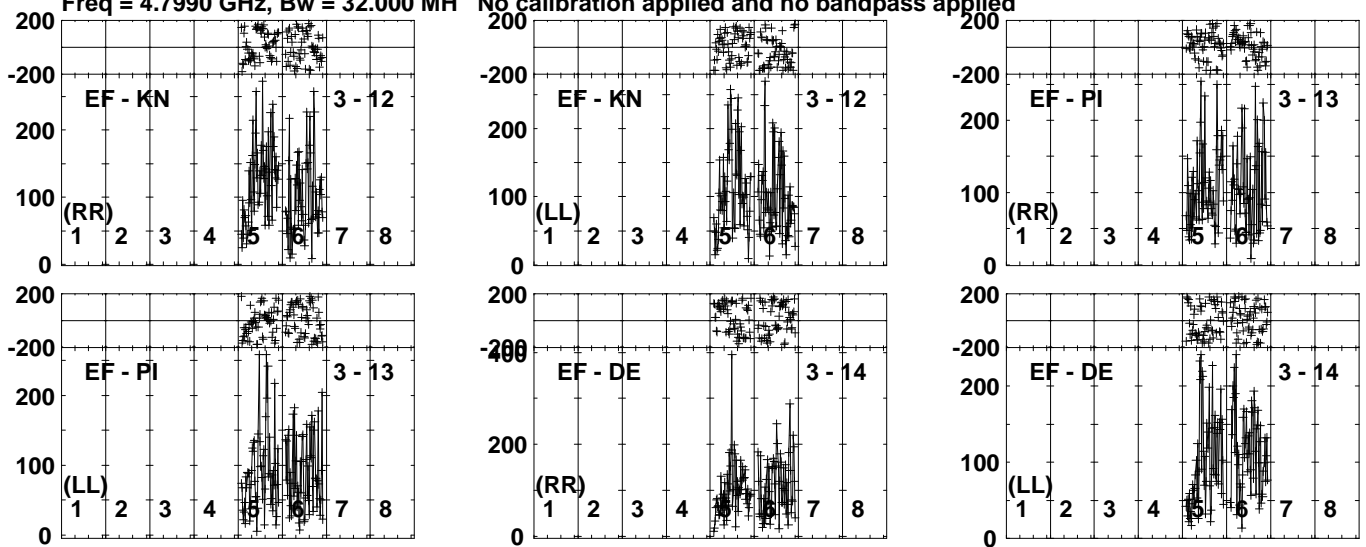 Freq = 4.7990 GHz, Bw = 32.000 MH No calibration applied and no bandpass applied
200
-200
EF - KN 3 - 12
200
100
(RR)
1 2 3 4 5 6 7 8
0
200
-200
EF - KN 3 - 12
200
100
(LL)
1 2 3 4 5 6 7 8
0
200
-200
EF - PI 3 - 13
200
100
(RR)
1 2 3 4 5 6 7 8
0
200
-200
EF - PI 3 - 13
200
100
(LL)
1 2 3 4 5 6 7 8
0
200
-200
400
EF - DE 3 - 14
200
(RR)
1 2 3 4 5 6 7 8
0
200
-200
EF - DE 3 - 14
200
100
(LL)
1 2 3 4 5 6 7 8
0